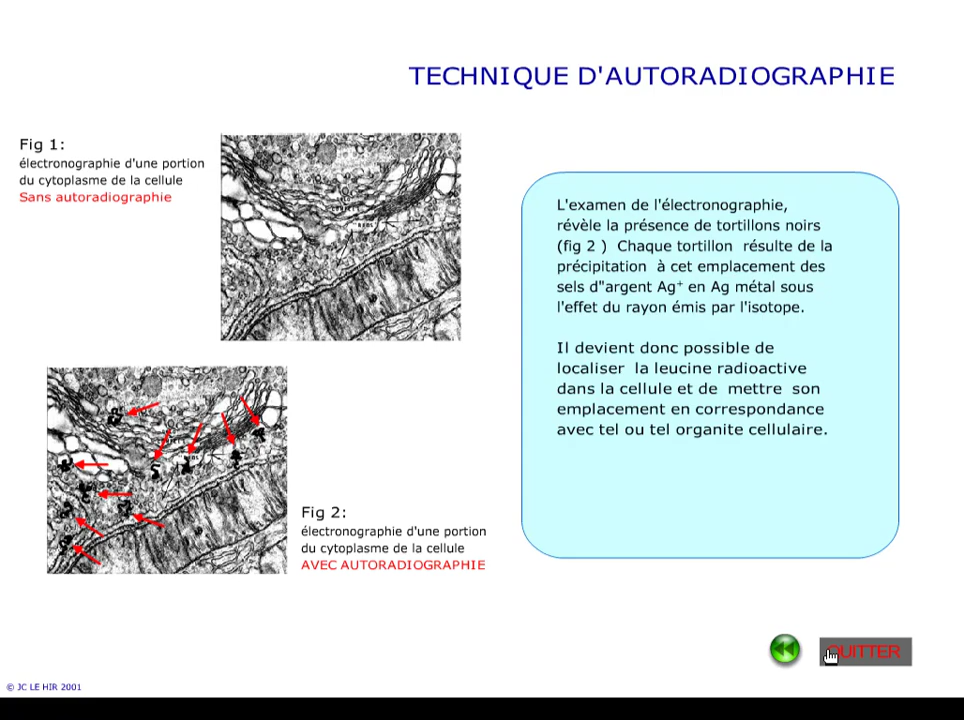 TECHNIQUE D'AUTORADIOGRAPHIE
Fig 1:
électronographie d'une portion
du cytoplasme de la cellule
Sans autoradiographie
L'examen de l'électronographie,
révèle la présence de tortillons noirs
(fig 2 )  Chaque tortillon  résulte de la
précipitation  à cet emplacement des
sels d"argent Ag⁺ en Ag métal sous
l'effet du rayon émis par l'isotope.
Il devient donc possible de
localiser  la leucine radioactive
dans la cellule et de  mettre  son
emplacement en correspondance
avec tel ou tel organite cellulaire.
Fig 2:
électronographie d'une portion
du cytoplasme de la cellule
AVEC AUTORADIOGRAPHIE
QUITTER
© JC LE HIR 2001